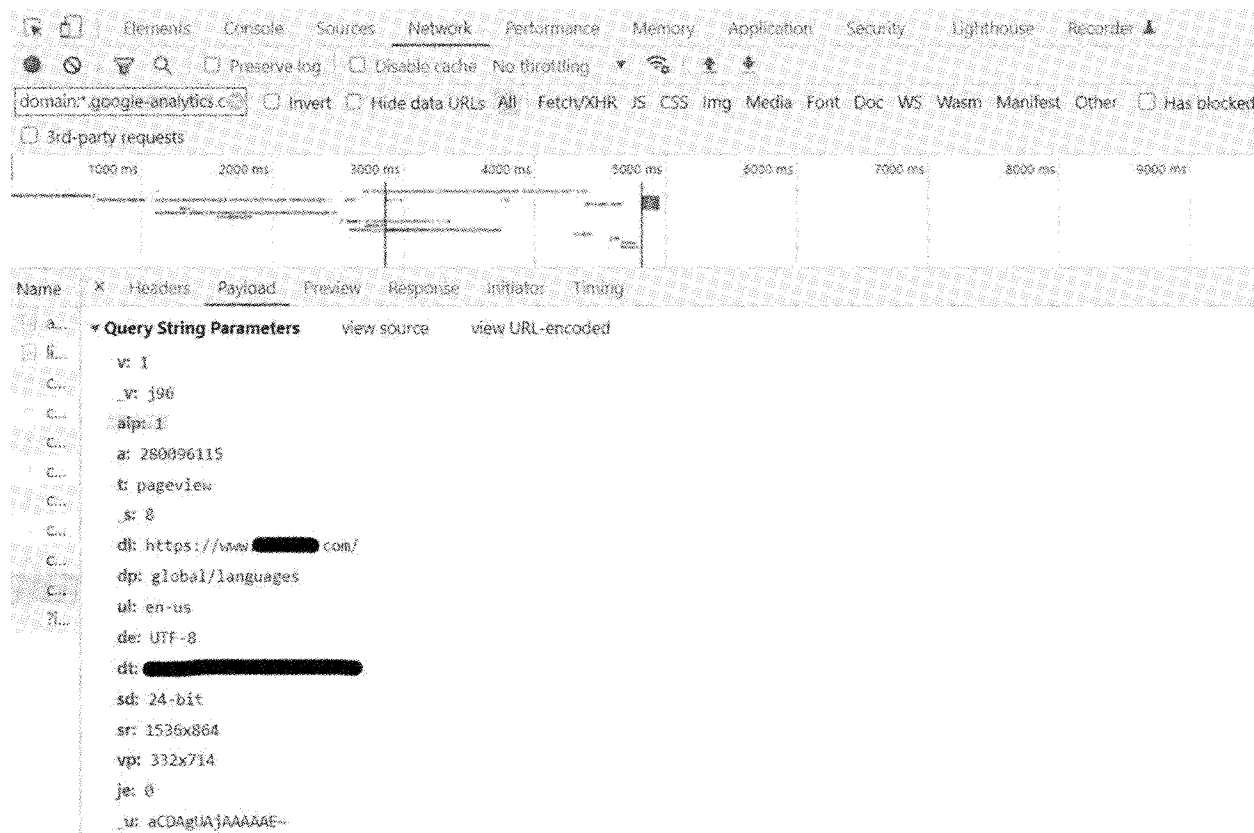 Elements Console Sources Network Performance Memory Application Security Lighthouse Recorder
Preserve log Disable cache No throttling
domain:*.google-analytics.c Invert Hide data URLs All Fetch/XHR JS CSS Img Media Font Doc WS Wasm Manifest Other Has blocked
3rd-party requests
1000 ms 2000 ms 3000 ms 4000 ms 5000 ms 6000 ms 7000 ms 8000 ms 9000 ms
Name × Headers Payload Preview Response Initiator Timing
a...
Query String Parameters view source view URL-encoded
v: 1
c...
_v: j96
c...
aip: 1
c...
a: 280096115
c...
t: pageview
c...
_s: 8
c...
dl: https://www. com/
c...
dp: global/languages
c...
ul: en-us
?i...
de: UTF-8
dt:
sd: 24-bit
sr: 1536x864
vp: 332x714
je: 0
_u: aCDAgUAjAAAAAE~